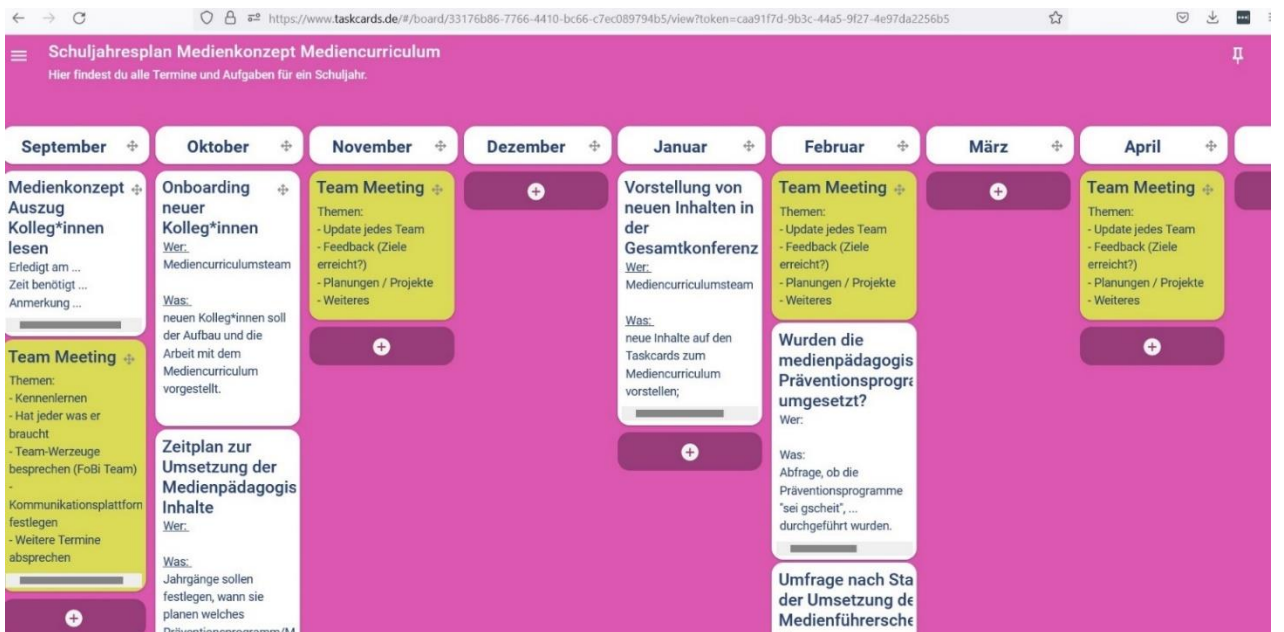 https://www.taskcards.de/#/board/33176b86-7766-4410-bc66-c7ec089794b5/view?token=caa91f7d-9b3c-44a5-9f27-4e97da2256b5
Schuljahresplan Medienkonzept Mediencurriculum
Hier findest du alle Termine und Aufgaben für ein Schuljahr.
September
Medienkonzept
Auszug
Kolleg*innen
lesen
Erledigt am ...
Zeit benötigt ...
Anmerkung ...
Team Meeting
Themen:
- Kennenlernen
- Hat jeder was er
braucht
- Team-Werzeuge
besprechen (FoBi Team)
-
Kommunikationsplattform
festlegen
- Weitere Termine
absprechen
Oktober
Onboarding
neuer
Kolleg*innen
Wer:
Mediencurriculumsteam
Was:
neuen Kolleg*innen soll
der Aufbau und die
Arbeit mit dem
Mediencurriculum
vorgestellt.
Zeitplan zur
Umsetzung der
Medienpädagogis
Inhalte
Wer:
Was:
Jahrgänge sollen
festlegen, wann sie
planen welches
Präventionsprogramm/M
November
Team Meeting
Themen:
- Update jedes Team
- Feedback (Ziele
erreicht?)
- Planungen / Projekte
- Weiteres
Dezember
Januar
Vorstellung von
neuen Inhalten in
der
Gesamtkonferenz
Wer:
Mediencurriculumsteam
Was:
neue Inhalte auf den
Taskcards zum
Mediencurriculum
vorstellen;
Februar
Team Meeting
Themen:
- Update jedes Team
- Feedback (Ziele
erreicht?)
- Planungen / Projekte
- Weiteres
Wurden die
medienpädagogis
Präventionsprogra
umgesetzt?
Wer:
Was:
Abfrage, ob die
Präventionsprogramme
"sei gscheit", ...
durchgeführt wurden.
Umfrage nach Sta
der Umsetzung de
Medienführersche
März
April
Team Meeting
Themen:
- Update jedes Team
- Feedback (Ziele
erreicht?)
- Planungen / Projekte
- Weiteres